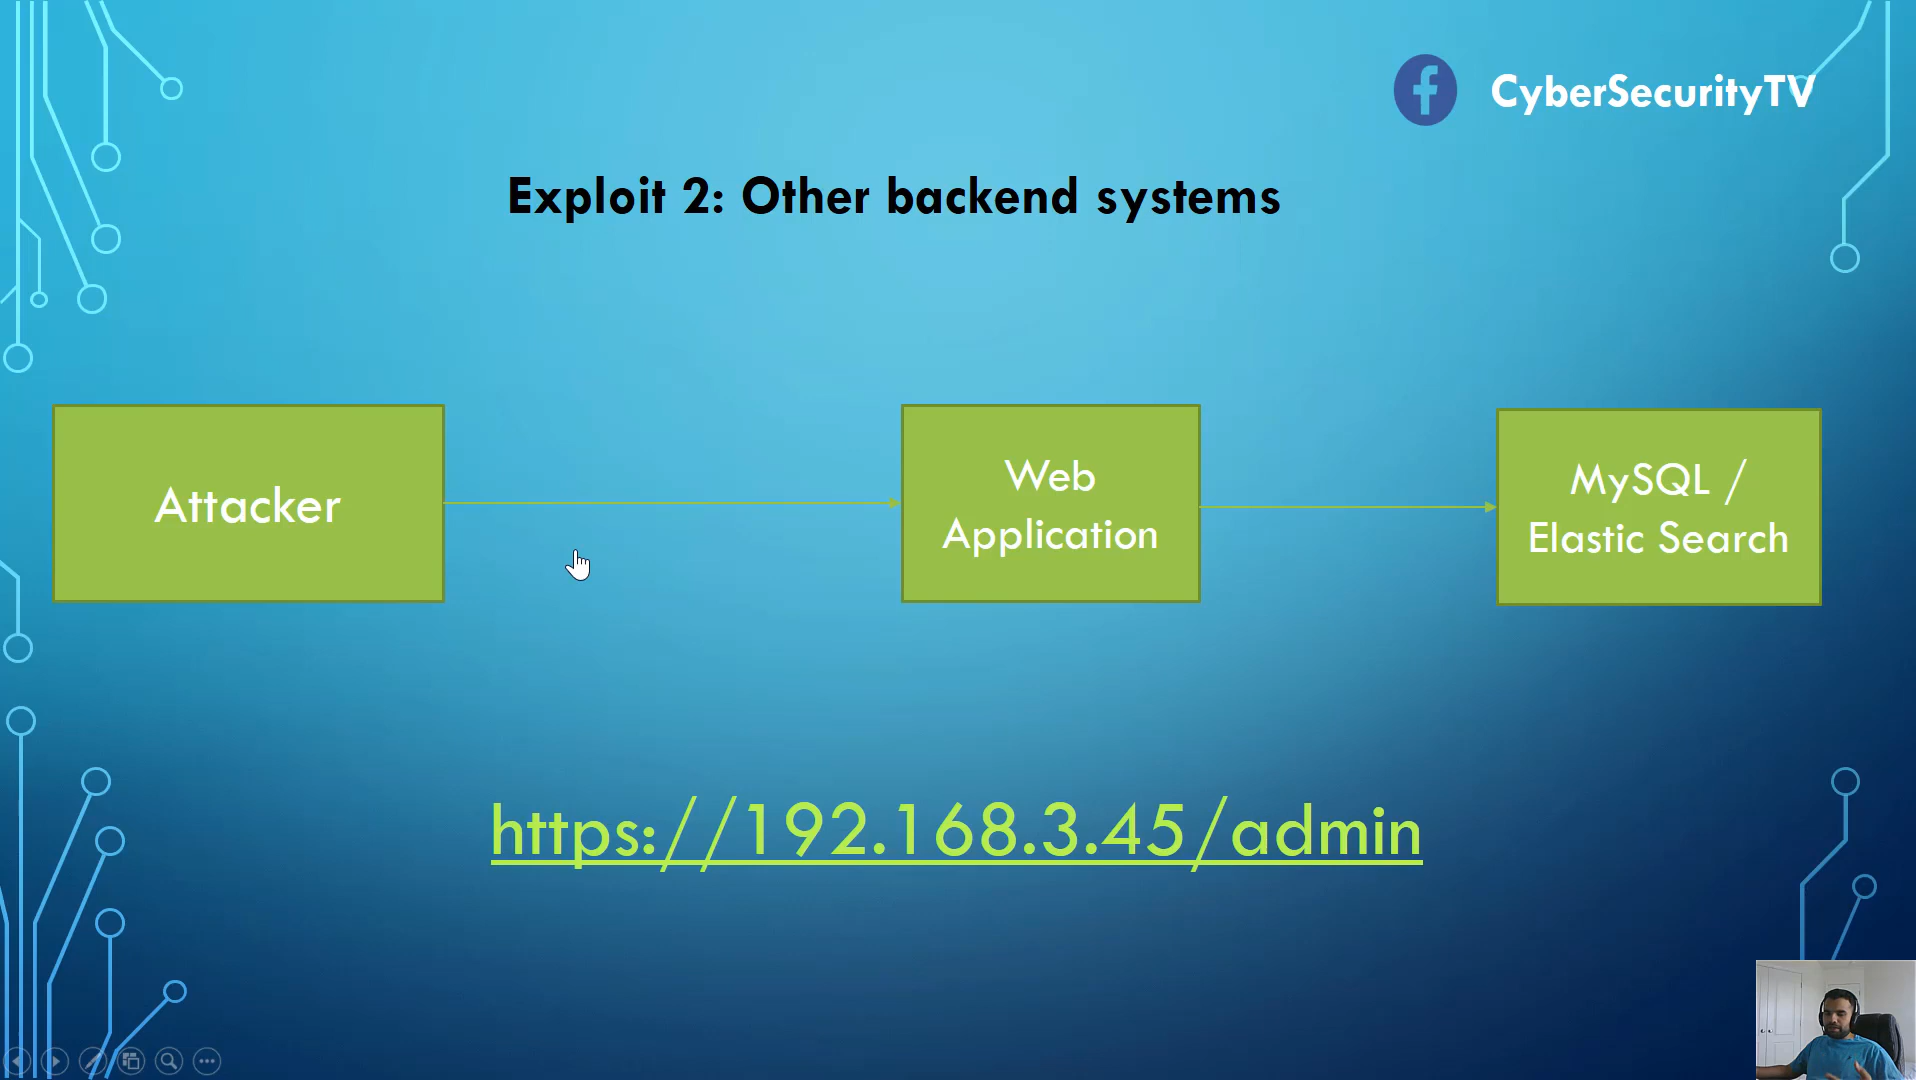 CyberSecurityTV
Exploit 2: Other backend systems
Attacker
Web
Application
MySQL /
Elastic Search
https://192.168.3.45/admin